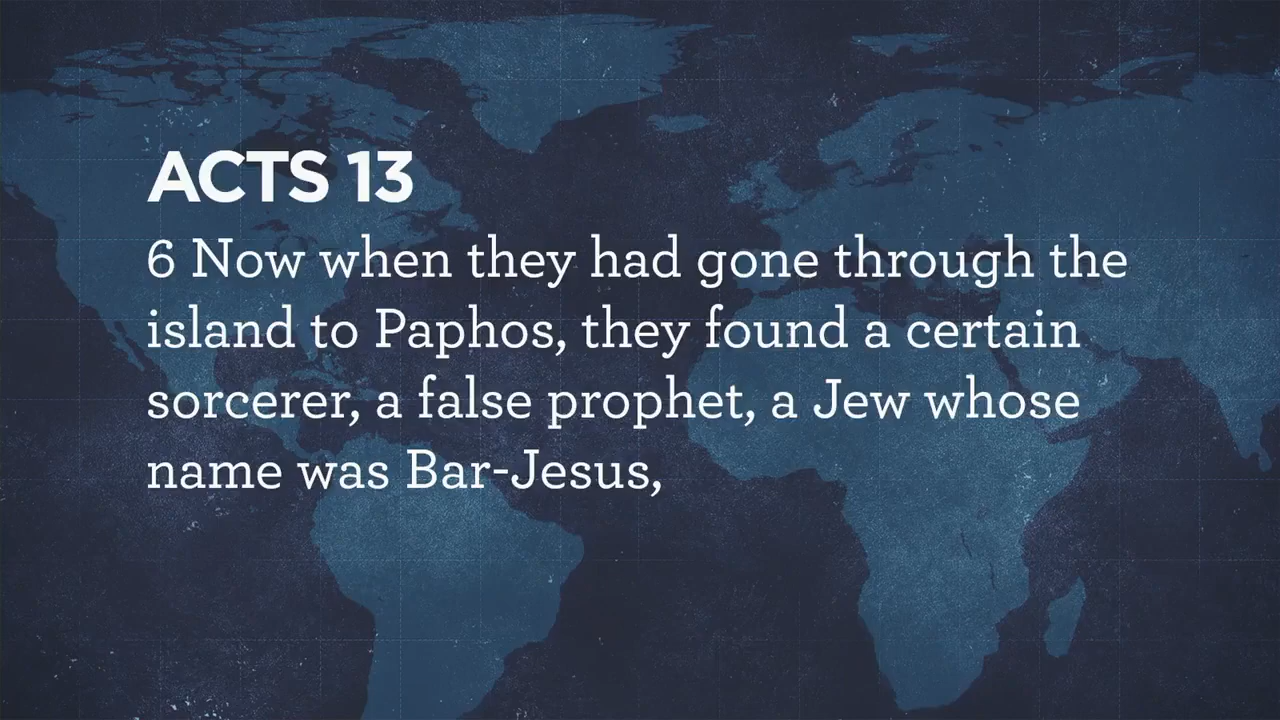 ACTS 13
6 Now when they had gone through the
island to Paphos, they found a certain
sorcerer, a false prophet, a Jew whose
name was Bar-Jesus,